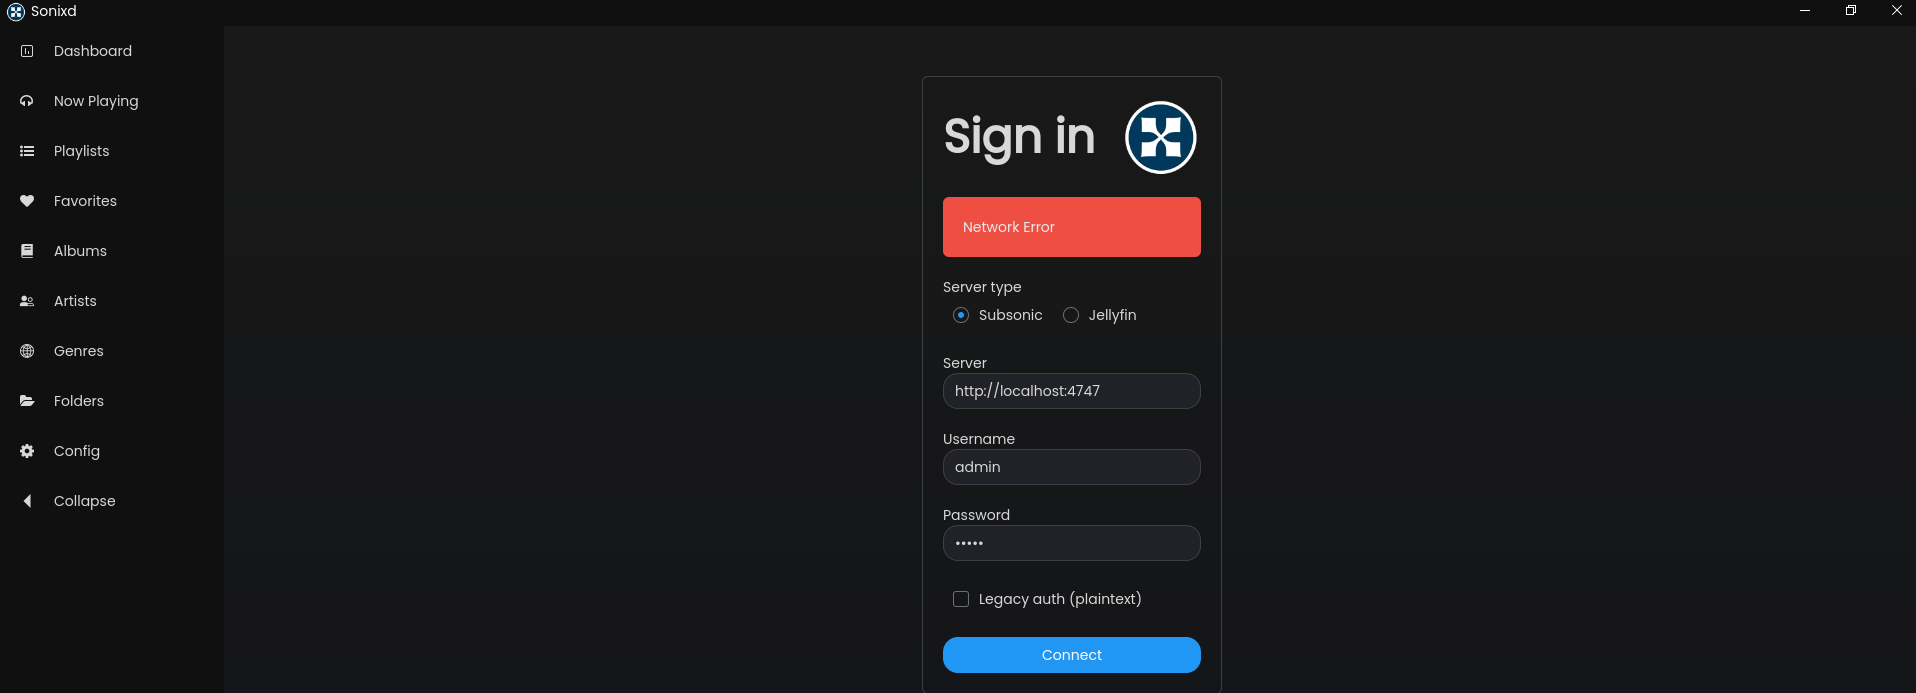 Sonixd
Dashboard
Now Playing
Playlists
Favorites
Albums
Artists
Genres
Folders
Config
Collapse
Sign in
Network Error
Server type
Subsonic Jellyfin
Server
http://localhost:4747
Username
admin
Password
•••••
Legacy auth (plaintext)
Connect